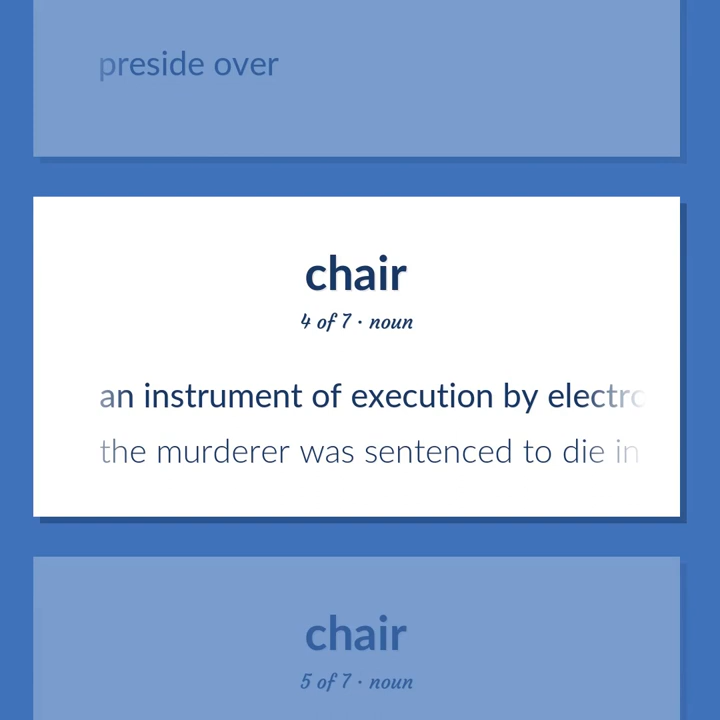 preside over
chair
4 of 7 · noun
an instrument of execution by electro
the murderer was sentenced to die in
chair
5 of 7 · noun